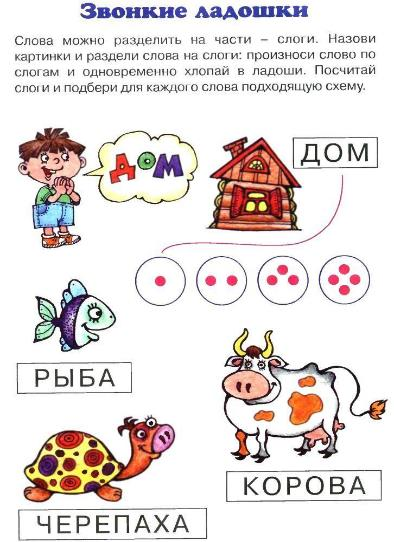 Звонкие ладошки
Слова можно разделить на части – слоги. Назови
картинки и раздели слова на слоги: произноси слово по
слогам и одновременно хлопай в ладоши. Посчитай
слоги и подбери для каждого слова подходящую схему.
ДОМ
ДОМ
РЫБА
КОРОВА
ЧЕРЕПАХА